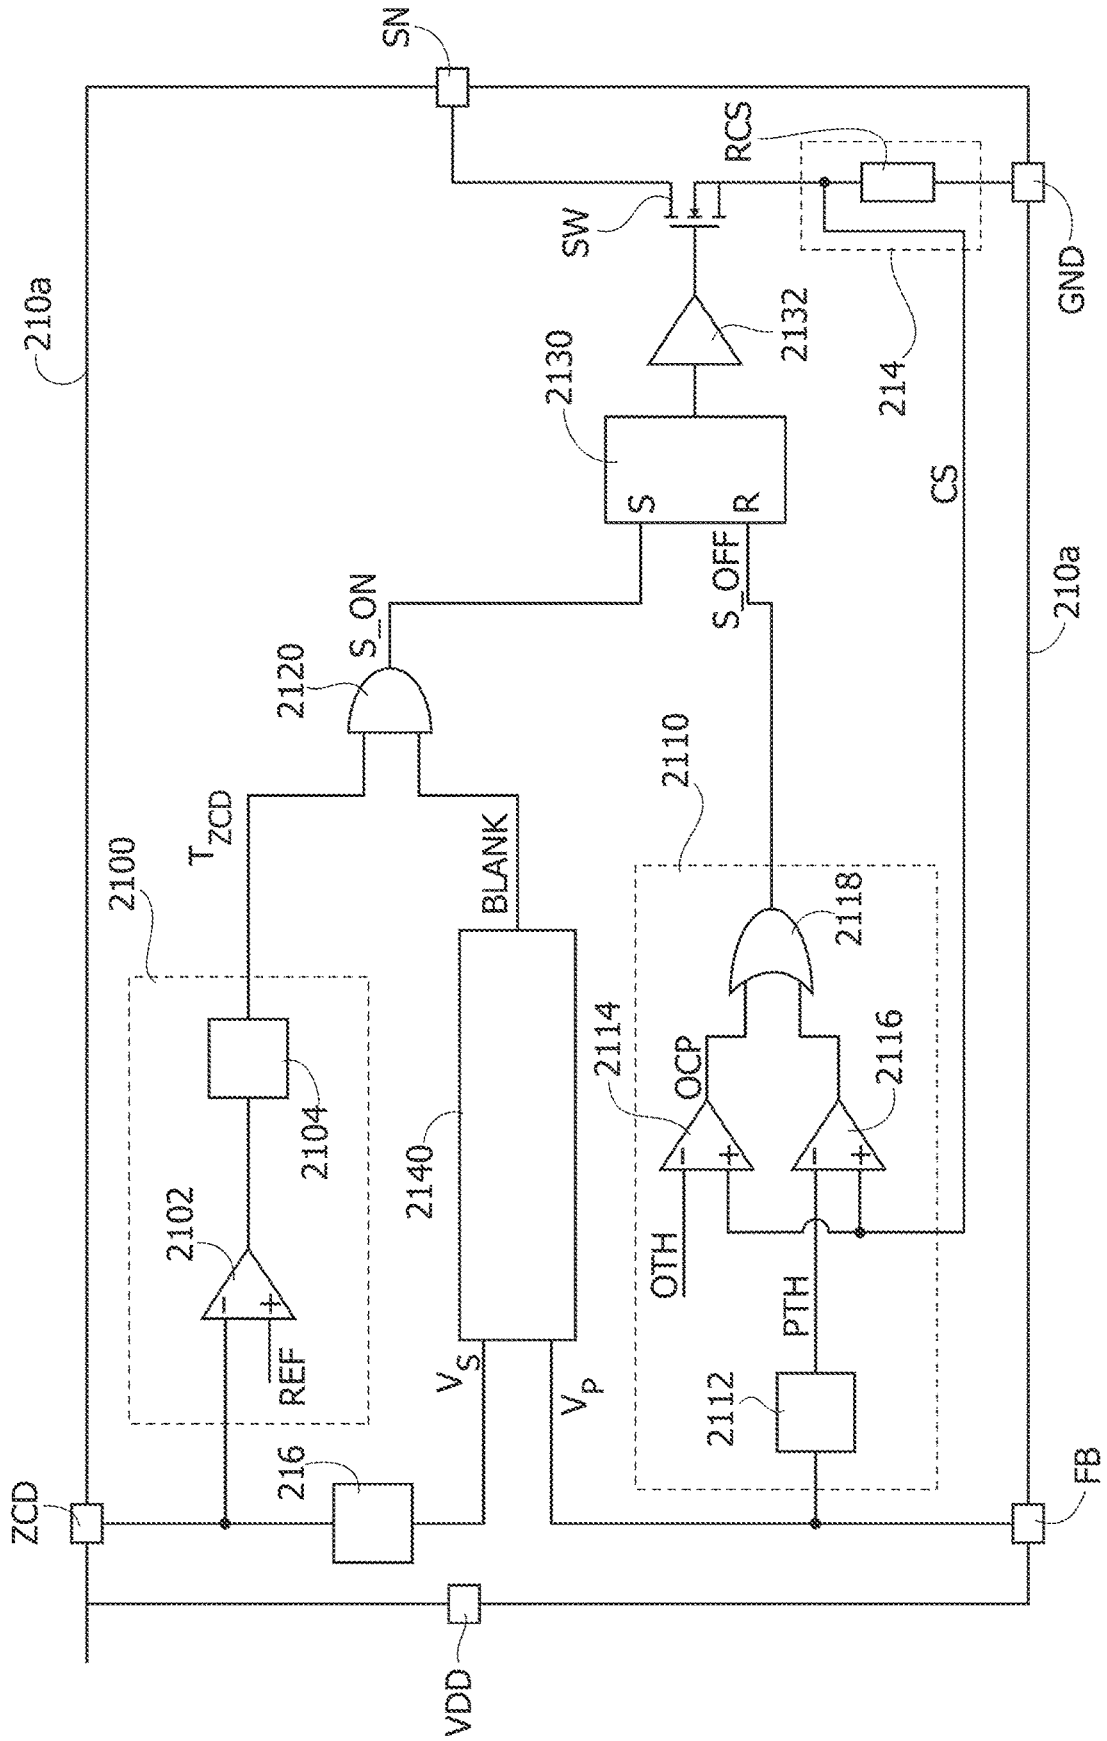 210a
ZCD
2100
T_ZCD
2102
2104
REF
2120
S_ON
SN
216
V_S
V_P
2140
BLANK
VDD
2130
S
R
S_OFF
SW
2132
RCS
2110
2114
OCP
OTH
2112
PTH
2116
2118
214
CS
FB
210a
GND